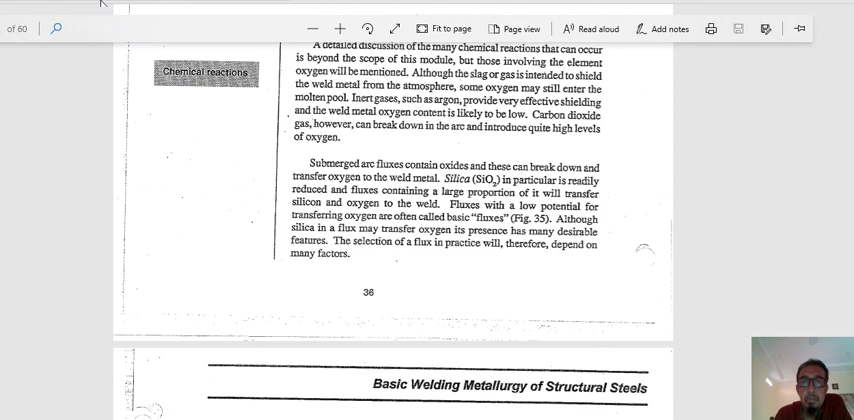 of 60
Fit to page
Page view
Read aloud
Add notes
A detailed discussion of the many chemical reactions that can occur
is beyond the scope of this module, but those involving the element
Chemical reactions
oxygen will be mentioned. Although the slag or gas is intended to shield
the weld metal from the atmosphere, some oxygen may still enter the
molten pool. Inert gases, such as argon, provide very effective shielding
and the weld metal oxygen content is likely to be low. Carbon dioxide
gas, however, can break down in the arc and introduce quite high levels
of oxygen.
Submerged arc fluxes contain oxides and these can break down and
transfer oxygen to the weld metal. Silica (SiO₂) in particular is readily
reduced and fluxes containing a large proportion of it will transfer
silicon and oxygen to the weld. Fluxes with a low potential for
transferring oxygen are often called basic "fluxes" (Fig. 35). Although
silica in a flux may transfer oxygen its presence has many desirable
features. The selection of a flux in practice will, therefore, depend on
many factors.
36
Basic Welding Metallurgy of Structural Steels